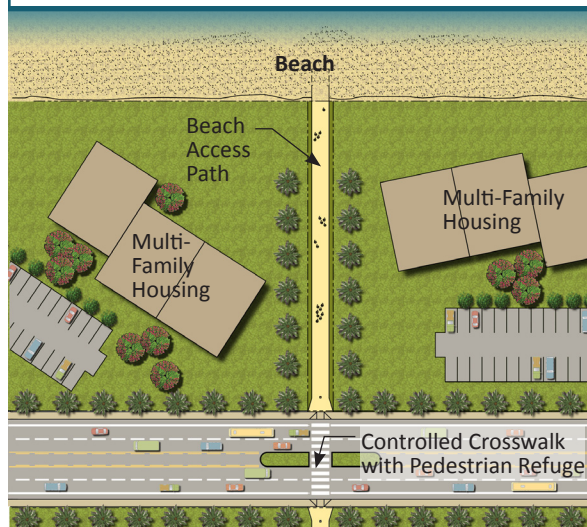 Beach
Beach
Access
Path
Multi-
Family
Housing
Multi-Family
Housing
Controlled Crosswalk
with Pedestrian Refuge